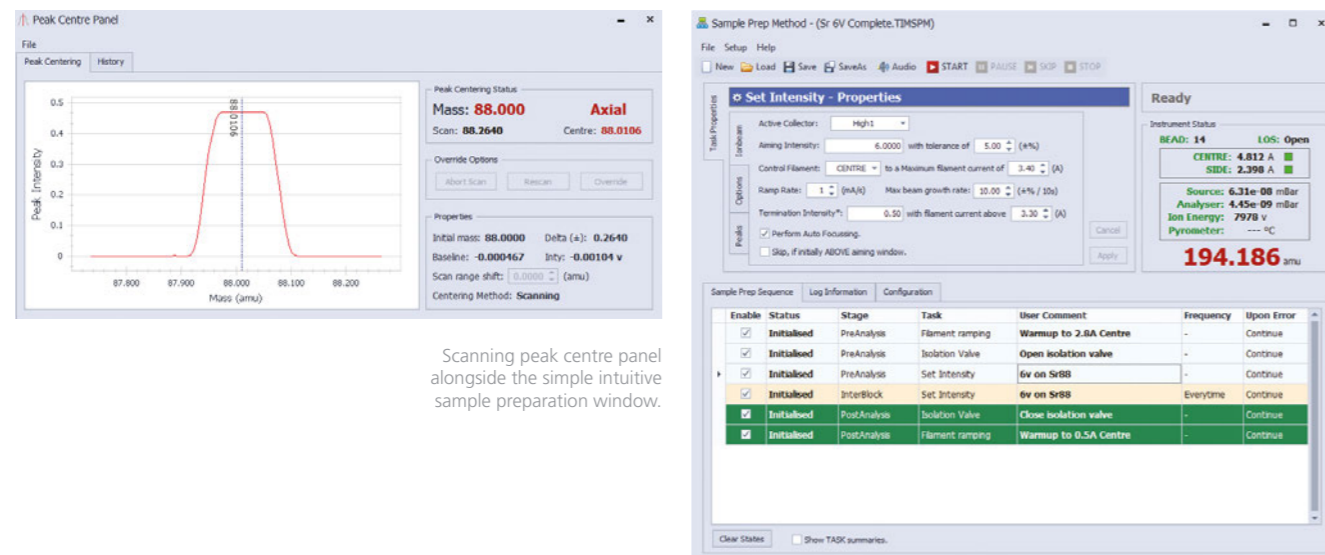 Peak Centre Panel
File
Peak Centering History
88.0106
0.5
0.4
0.3
0.2
0.1
0
Peak Intensity
87.800 87.900 88.000 88.100 88.200
Mass (amu)
Peak Centering Status
Mass: 88.000 Axial
Scan: 88.2640 Centre: 88.0106
Override Options
Abort Scan Rescan Override
Properties
Initial mass: 88.0000 Delta (±): 0.2640
Baseline: -0.000467 Inty: -0.00104 v
Scan range shift: 0.0000 (amu)
Centering Method: Scanning
Scanning peak centre panel
alongside the simple intuitive
sample preparation window.
Sample Prep Method - (Sr 6V Complete.TIMSPM)
File Setup Help
New Load Save SaveAs Audio START PAUSE SKIP STOP
Task Properties
Ionbeam
Options
Peaks
Set Intensity - Properties
Active Collector: High1
Aiming Intensity: 6.0000 with tolerance of 5.00 (±%)
Control Filament: CENTRE to a Maximum filament current of 3.40 (A)
Ramp Rate: 1 (mA/s) Max beam growth rate: 10.00 (+% / 10s)
Termination Intensity*: 0.50 with filament current above 3.30 (A)
Perform Auto Focussing.
Skip, if initially ABOVE aiming window.
Cancel
Apply
Ready
Instrument Status
BEAD: 14 LOS: Open
CENTRE: 4.812 A
SIDE: 2.398 A
Source: 6.31e-08 mBar
Analyser: 4.45e-09 mBar
Ion Energy: 7978 v
Pyrometer: --- °C
194.186 amu
Sample Prep Sequence Log Information Configuration
Enable Status Stage Task User Comment Frequency Upon Error
Initialised PreAnalysis Filament ramping Warmup to 2.8A Centre - Continue
Initialised PreAnalysis Isolation Valve Open isolation valve - Continue
Initialised PreAnalysis Set Intensity 6v on Sr88 - Continue
Initialised InterBlock Set Intensity 6v on Sr88 Everytime Continue
Initialised PostAnalysis Isolation Valve Close isolation valve - Continue
Initialised PostAnalysis Filament ramping Warmup to 0.5A Centre - Continue
Clear States Show TASK summaries.